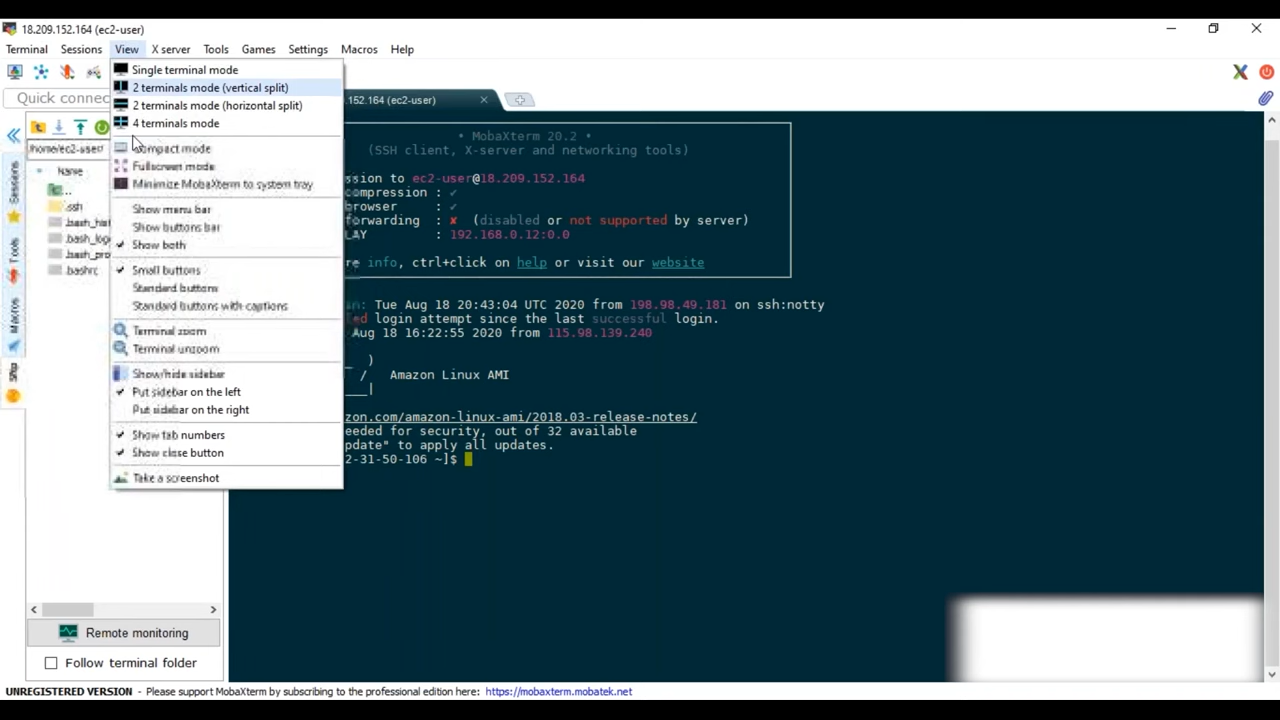 18.209.152.164 (ec2-user)
Terminal Sessions View X server Tools Games Settings Macros Help
Quick connec
.152.164 (ec2-user)
/home/ec2-user/
Name
..
.ssh
.bash_hist
.bash_log
.bash_pro
.bashrc
Sessions
Tools
Macros
Sftp
Single terminal mode
2 terminals mode (vertical split)
2 terminals mode (horizontal split)
4 terminals mode
Compact mode
Fullscreen mode
Minimize MobaXterm to system tray
Show menu bar
Show buttons bar
Show both
Small buttons
Standard buttons
Standard buttons with captions
Terminal zoom
Terminal unzoom
Show/hide sidebar
Put sidebar on the left
Put sidebar on the right
Show tab numbers
Show close button
Take a screenshot
• MobaXterm 20.2 •
(SSH client, X-server and networking tools)
ssion to ec2-user@18.209.152.164
compression : ✔
browser : ✔
forwarding : ✘ (disabled or not supported by server)
LAY : 192.168.0.12:0.0
re info, ctrl+click on help or visit our website
in: Tue Aug 18 20:43:04 UTC 2020 from 198.98.49.181 on ssh:notty
ed login attempt since the last successful login.
Aug 18 16:22:55 2020 from 115.98.139.240
_ )
/ Amazon Linux AMI
___|
zon.com/amazon-linux-ami/2018.03-release-notes/
eeded for security, out of 32 available
pdate" to apply all updates.
2-31-50-106 ~]$
Remote monitoring
Follow terminal folder
UNREGISTERED VERSION - Please support MobaXterm by subscribing to the professional edition here: https://mobaxterm.mobatek.net